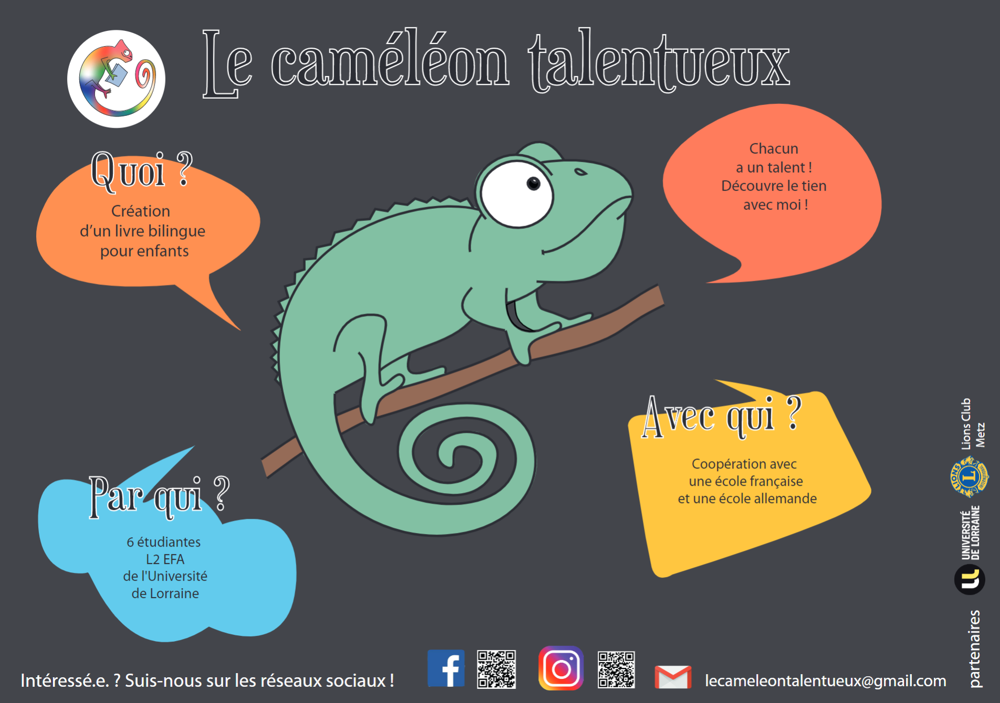 Le caméléon talentueux
Quoi ?
Création
d’un livre bilingue
pour enfants
Chacun
a un talent !
Découvre le tien
avec moi !
Par qui ?
6 étudiantes
L2 EFA
de l'Université
de Lorraine
Avec qui ?
Coopération avec
une école française
et une école allemande
Intéressé.e. ? Suis-nous sur les réseaux sociaux !
lecameleontalentueux@gmail.com
partenaires
UNIVERSITÉ
DE LORRAINE
LIONS
L
INTERNATIONAL
Lions Club
Metz